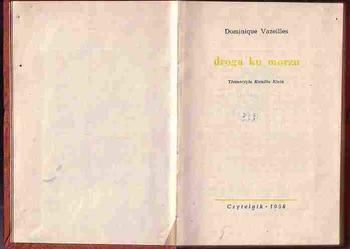 Dominique Vazeilles
droga ku morzu
Tłumaczyła Kamilla Klein
Czytelnik • 1958